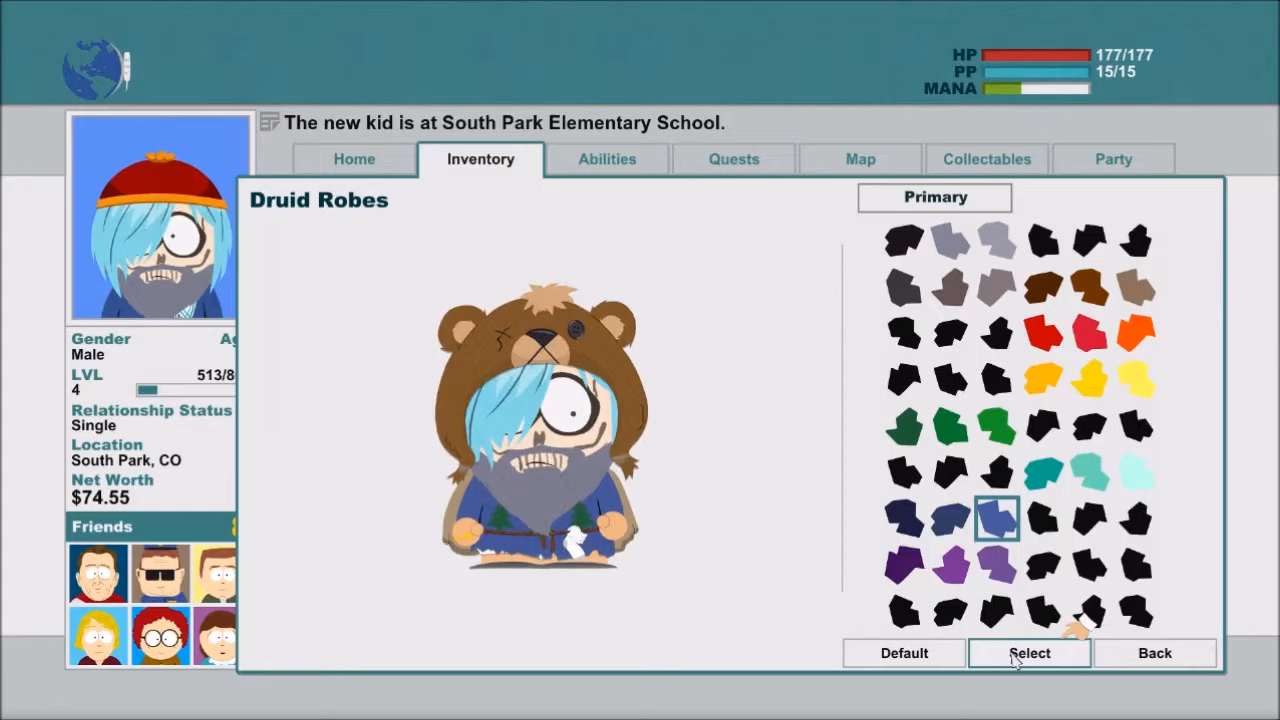 HP 177/177
PP 15/15
MANA
The new kid is at South Park Elementary School.
Home Inventory Abilities Quests Map Collectables Party
Druid Robes
Primary
Gender
Male
LVL 513/8
4
Relationship Status
Single
Location
South Park, CO
Net Worth
$74.55
Friends
Default Select Back